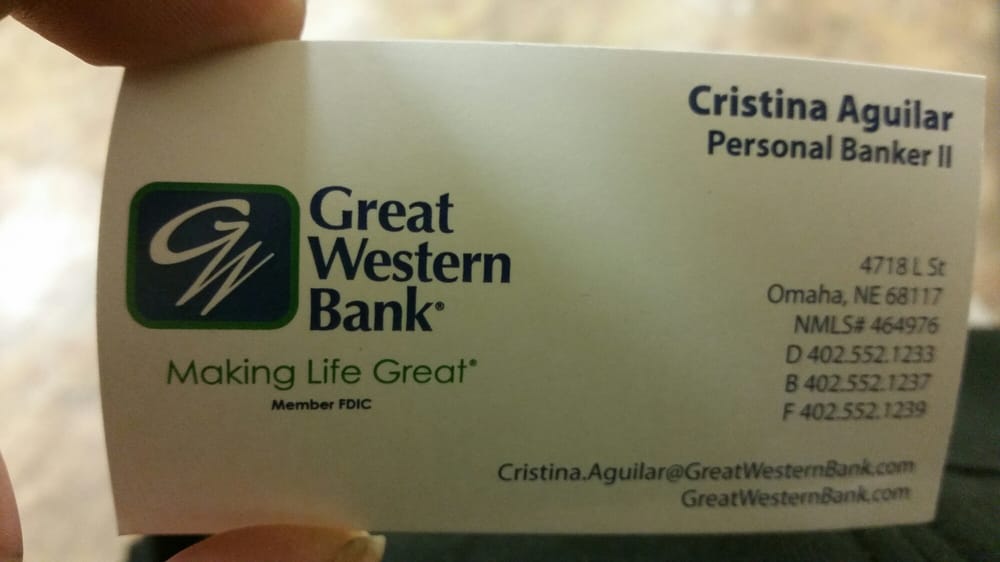 Cristina Aguilar
Personal Banker II
GW
Great
Western
Bank®
Making Life Great®
Member FDIC
4718 L St
Omaha, NE 68117
NMLS# 464976
D 402.552.1233
B 402.552.1237
F 402.552.1239
Cristina.Aguilar@GreatWesternBank.com
GreatWesternBank.com